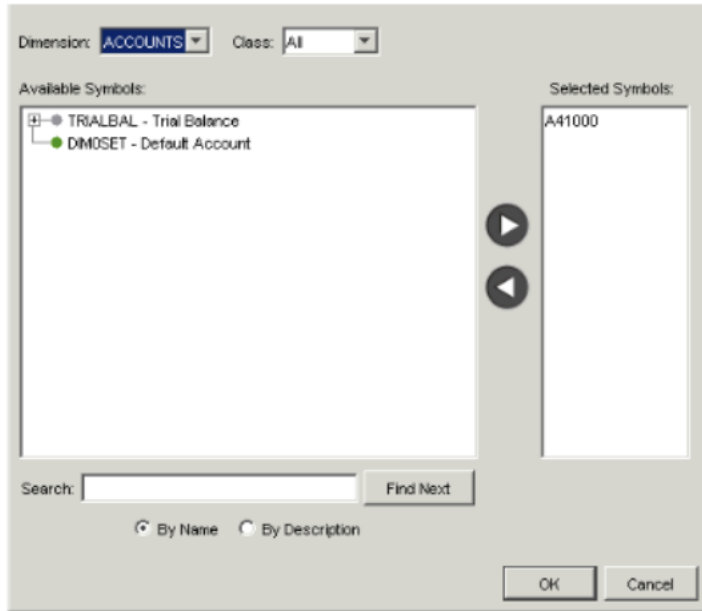 Dimension: ACCOUNTS Class: All
Available Symbols: Selected Symbols:
TRIALBAL - Trial Balance A41000
DIM0SET - Default Account
Search: Find Next
By Name By Description
OK Cancel